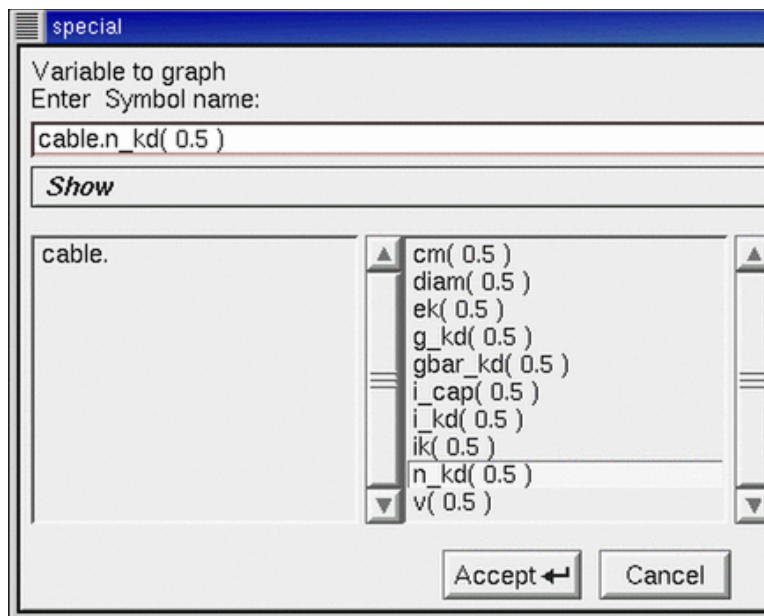 special
Variable to graph
Enter Symbol name:
cable.n_kd( 0.5 )
Show
cable.
cm( 0.5 )
diam( 0.5 )
ek( 0.5 )
g_kd( 0.5 )
gbar_kd( 0.5 )
i_cap( 0.5 )
i_kd( 0.5 )
ik( 0.5 )
n_kd( 0.5 )
v( 0.5 )
Accept
Cancel